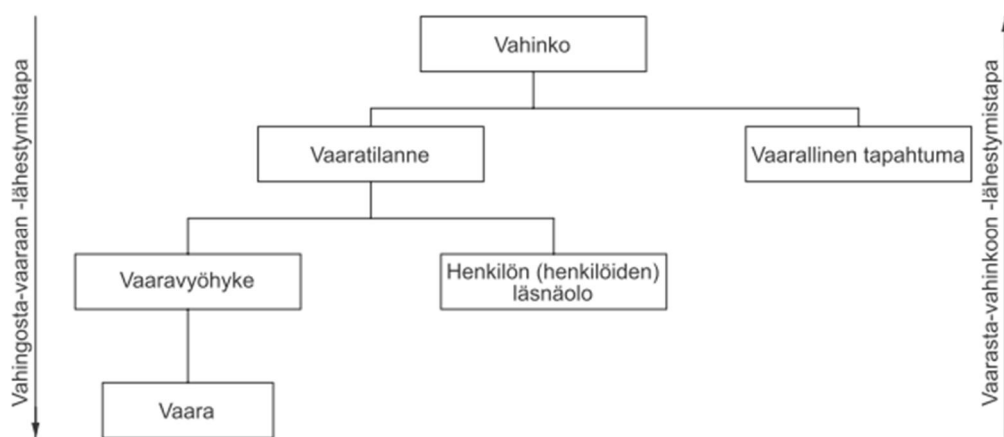 Vahinko
Vaaratilanne
Vaarallinen tapahtuma
Vaaravyöhyke
Henkilön (henkilöiden)
läsnäolo
Vaara
Vahingosta-vaaraan -lähestymistapa
Vaarasta-vahinkoon -lähestymistapa